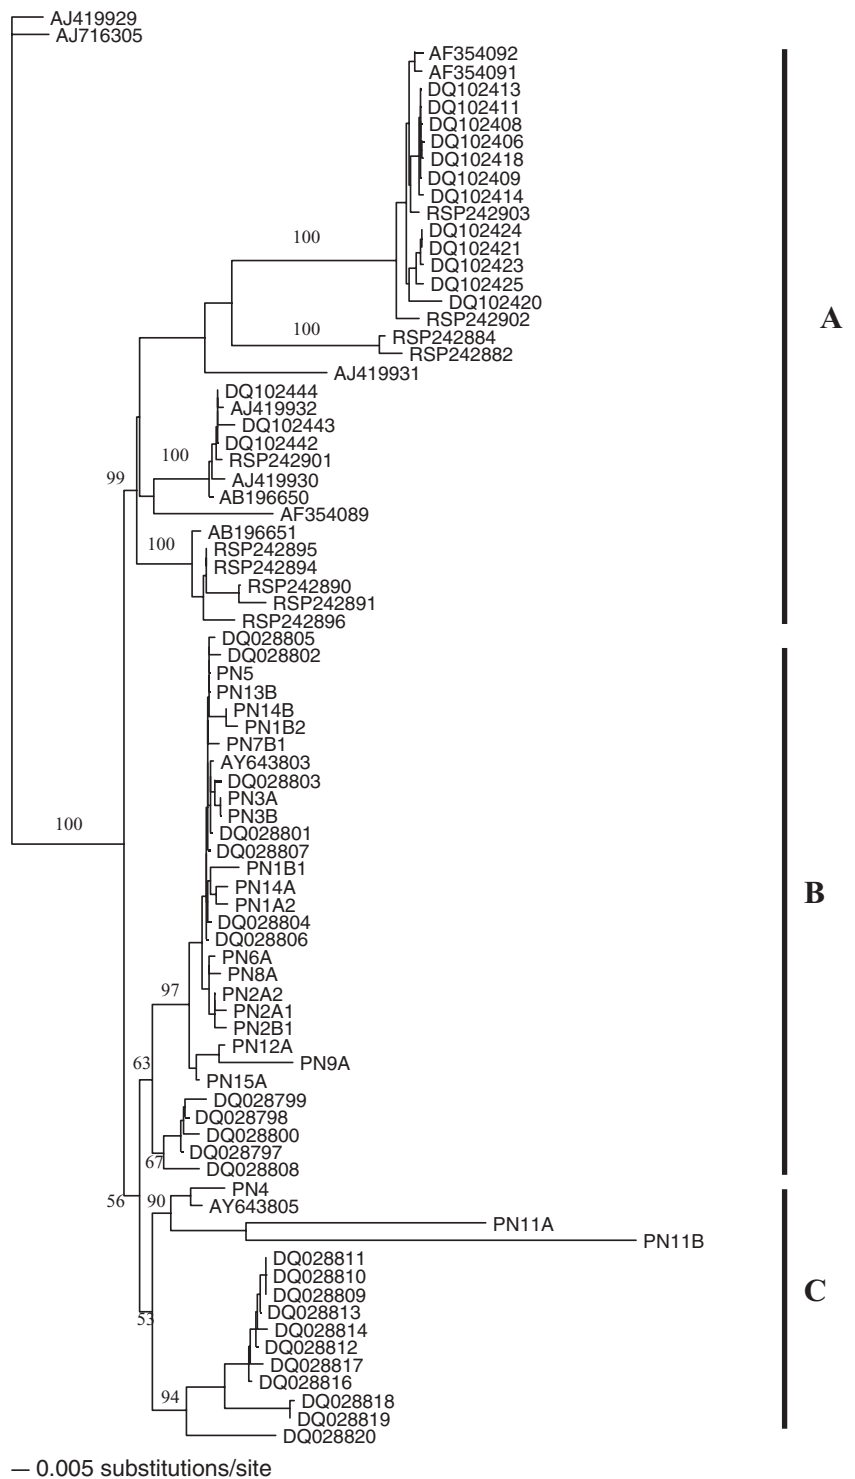 AJ419929
AJ716305
AF354092
AF354091
DQ102413
DQ102411
DQ102408
DQ102406
DQ102418
DQ102409
DQ102414
RSP242903
100
DQ102424
DQ102421
DQ102423
DQ102425
DQ102420
RSP242902
A
100
RSP242884
RSP242882
AJ419931
DQ102444
AJ419932
DQ102443
DQ102442
100
RSP242901
99
AJ419930
AB196650
AF354089
AB196651
100
RSP242895
RSP242894
RSP242890
RSP242891
RSP242896
DQ028805
DQ028802
PN5
PN13B
PN14B
PN1B2
PN7B1
AY643803
DQ028803
PN3A
PN3B
100
DQ028801
DQ028807
PN1B1
PN14A
B
PN1A2
DQ028804
DQ028806
PN6A
PN8A
97
PN2A2
PN2A1
PN2B1
PN12A
63
PN9A
PN15A
DQ028799
DQ028798
DQ028800
DQ028797
67
DQ028808
PN4
56
90
AY643805
PN11A
PN11B
DQ028811
DQ028810
C
DQ028809
DQ028813
53
DQ028814
DQ028812
DQ028817
DQ028816
94
DQ028818
DQ028819
DQ028820
0.005 substitutions/site